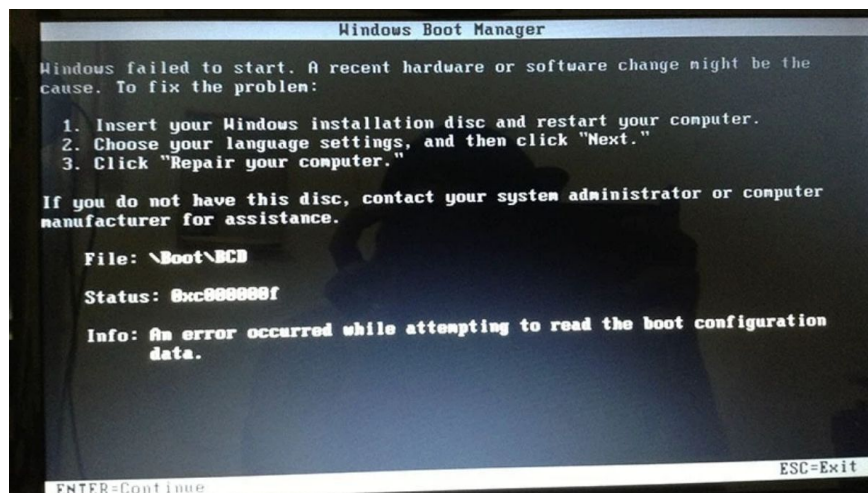 Windows Boot Manager
Windows failed to start. A recent hardware or software change might be the
cause. To fix the problem:
1. Insert your Windows installation disc and restart your computer.
2. Choose your language settings, and then click "Next."
3. Click "Repair your computer."
If you do not have this disc, contact your system administrator or computer
manufacturer for assistance.
File: \Boot\BCD
Status: 0xc000000f
Info: An error occurred while attempting to read the boot configuration
data.
ENTER=Continue
ESC=Exit